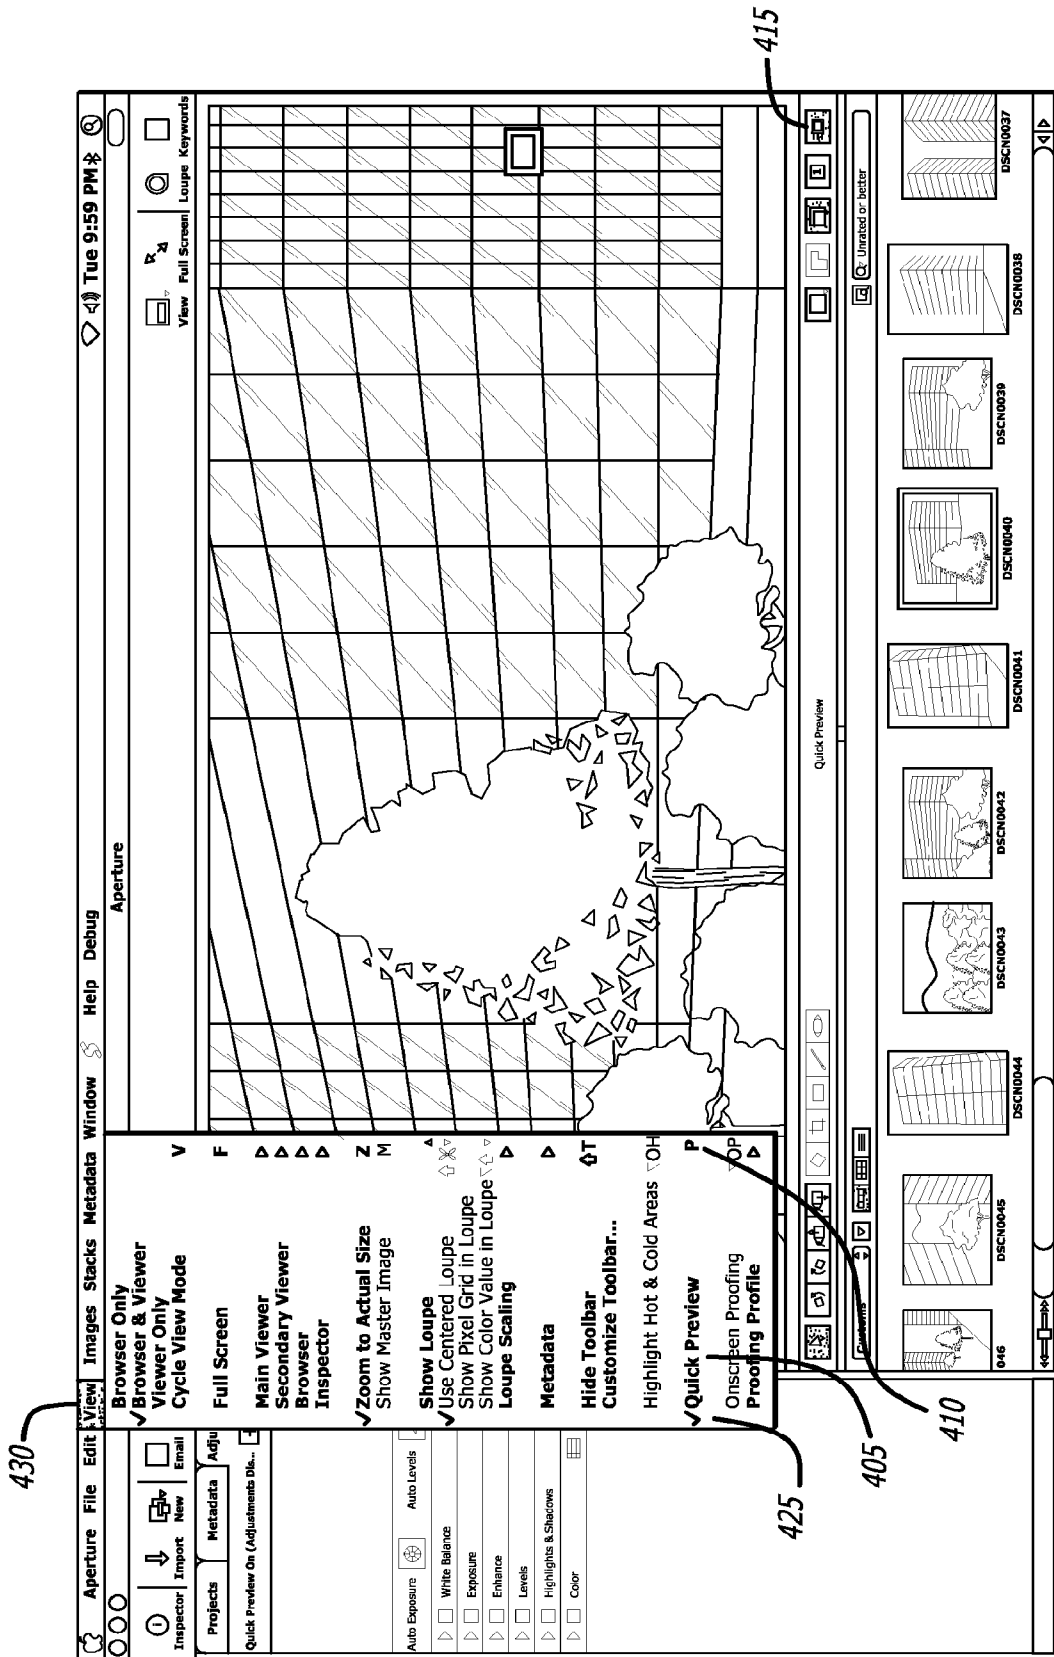 430
Aperture File Edit View Images Stacks Metadata Window Help Debug
Tue 9:59 PM
Aperture
Inspector Import New Email
View Full Screen Loupe Keywords
Projects Metadata Adju
Quick Preview On (Adjustments Dis...
Auto Exposure Auto Levels
White Balance
Exposure
Enhance
Levels
Highlights & Shadows
Color
Browser Only
✓Browser & Viewer
Viewer Only
Cycle View Mode V
Full Screen F
Main Viewer
Secondary Viewer
Browser
Inspector
✓Zoom to Actual Size Z
Show Master Image M
Show Loupe
✓Use Centered Loupe
Show Pixel Grid in Loupe
Show Color Value in Loupe
Loupe Scaling
Metadata
Hide Toolbar T
Customize Toolbar...
Highlight Hot & Cold Areas OH
✓Quick Preview P
Onscreen Proofing OP
Proofing Profile
Quick Preview
1
Customs
Unrated or better
046
DSCN0045
DSCN0044
DSCN0043
DSCN0042
DSCN0041
DSCN0040
DSCN0039
DSCN0038
DSCN0037
425
405
410
415